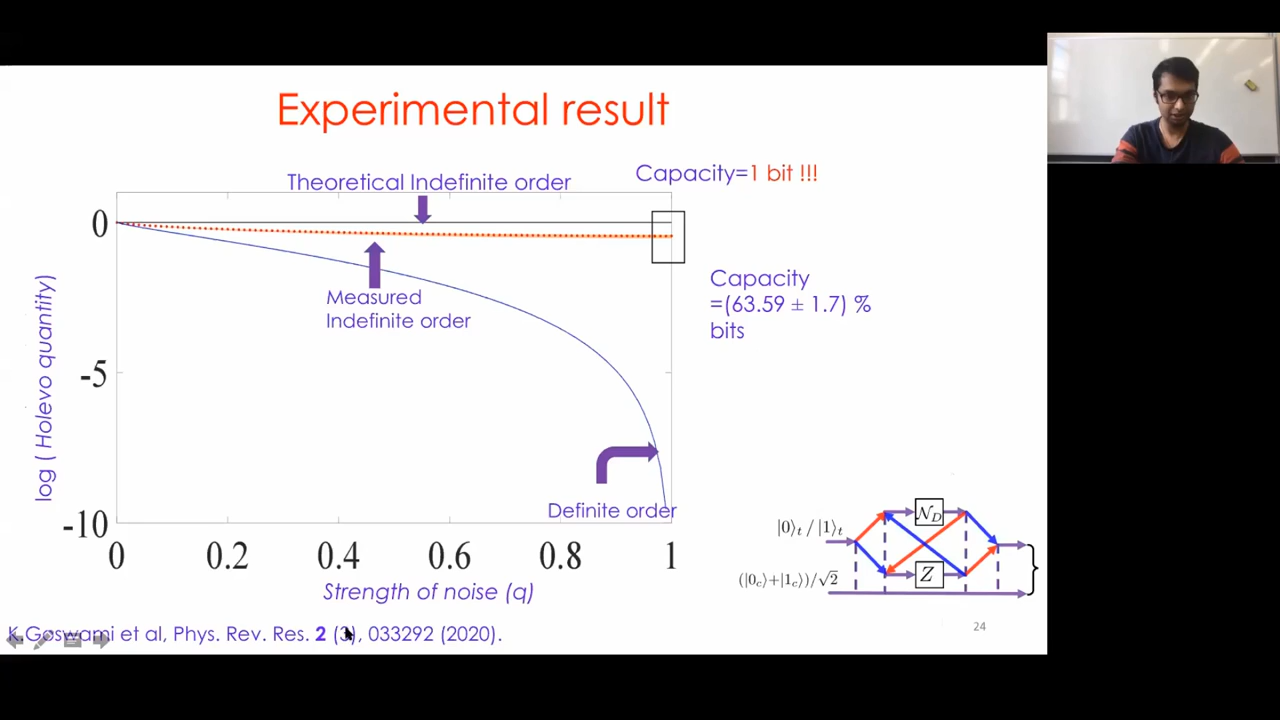 Experimental result
Theoretical Indefinite order
Capacity=1 bit !!!
0
Measured
Indefinite order
Capacity
=(63.59 ± 1.7) %
bits
log ( Holevo quantity)
-5
Definite order
-10
0 0.2 0.4 0.6 0.8 1
Strength of noise (q)
|0⟩t / |1⟩t
𝒩D
(|0c⟩+|1c⟩)/√2
Z
K Goswami et al, Phys. Rev. Res. 2 (3), 033292 (2020).
24